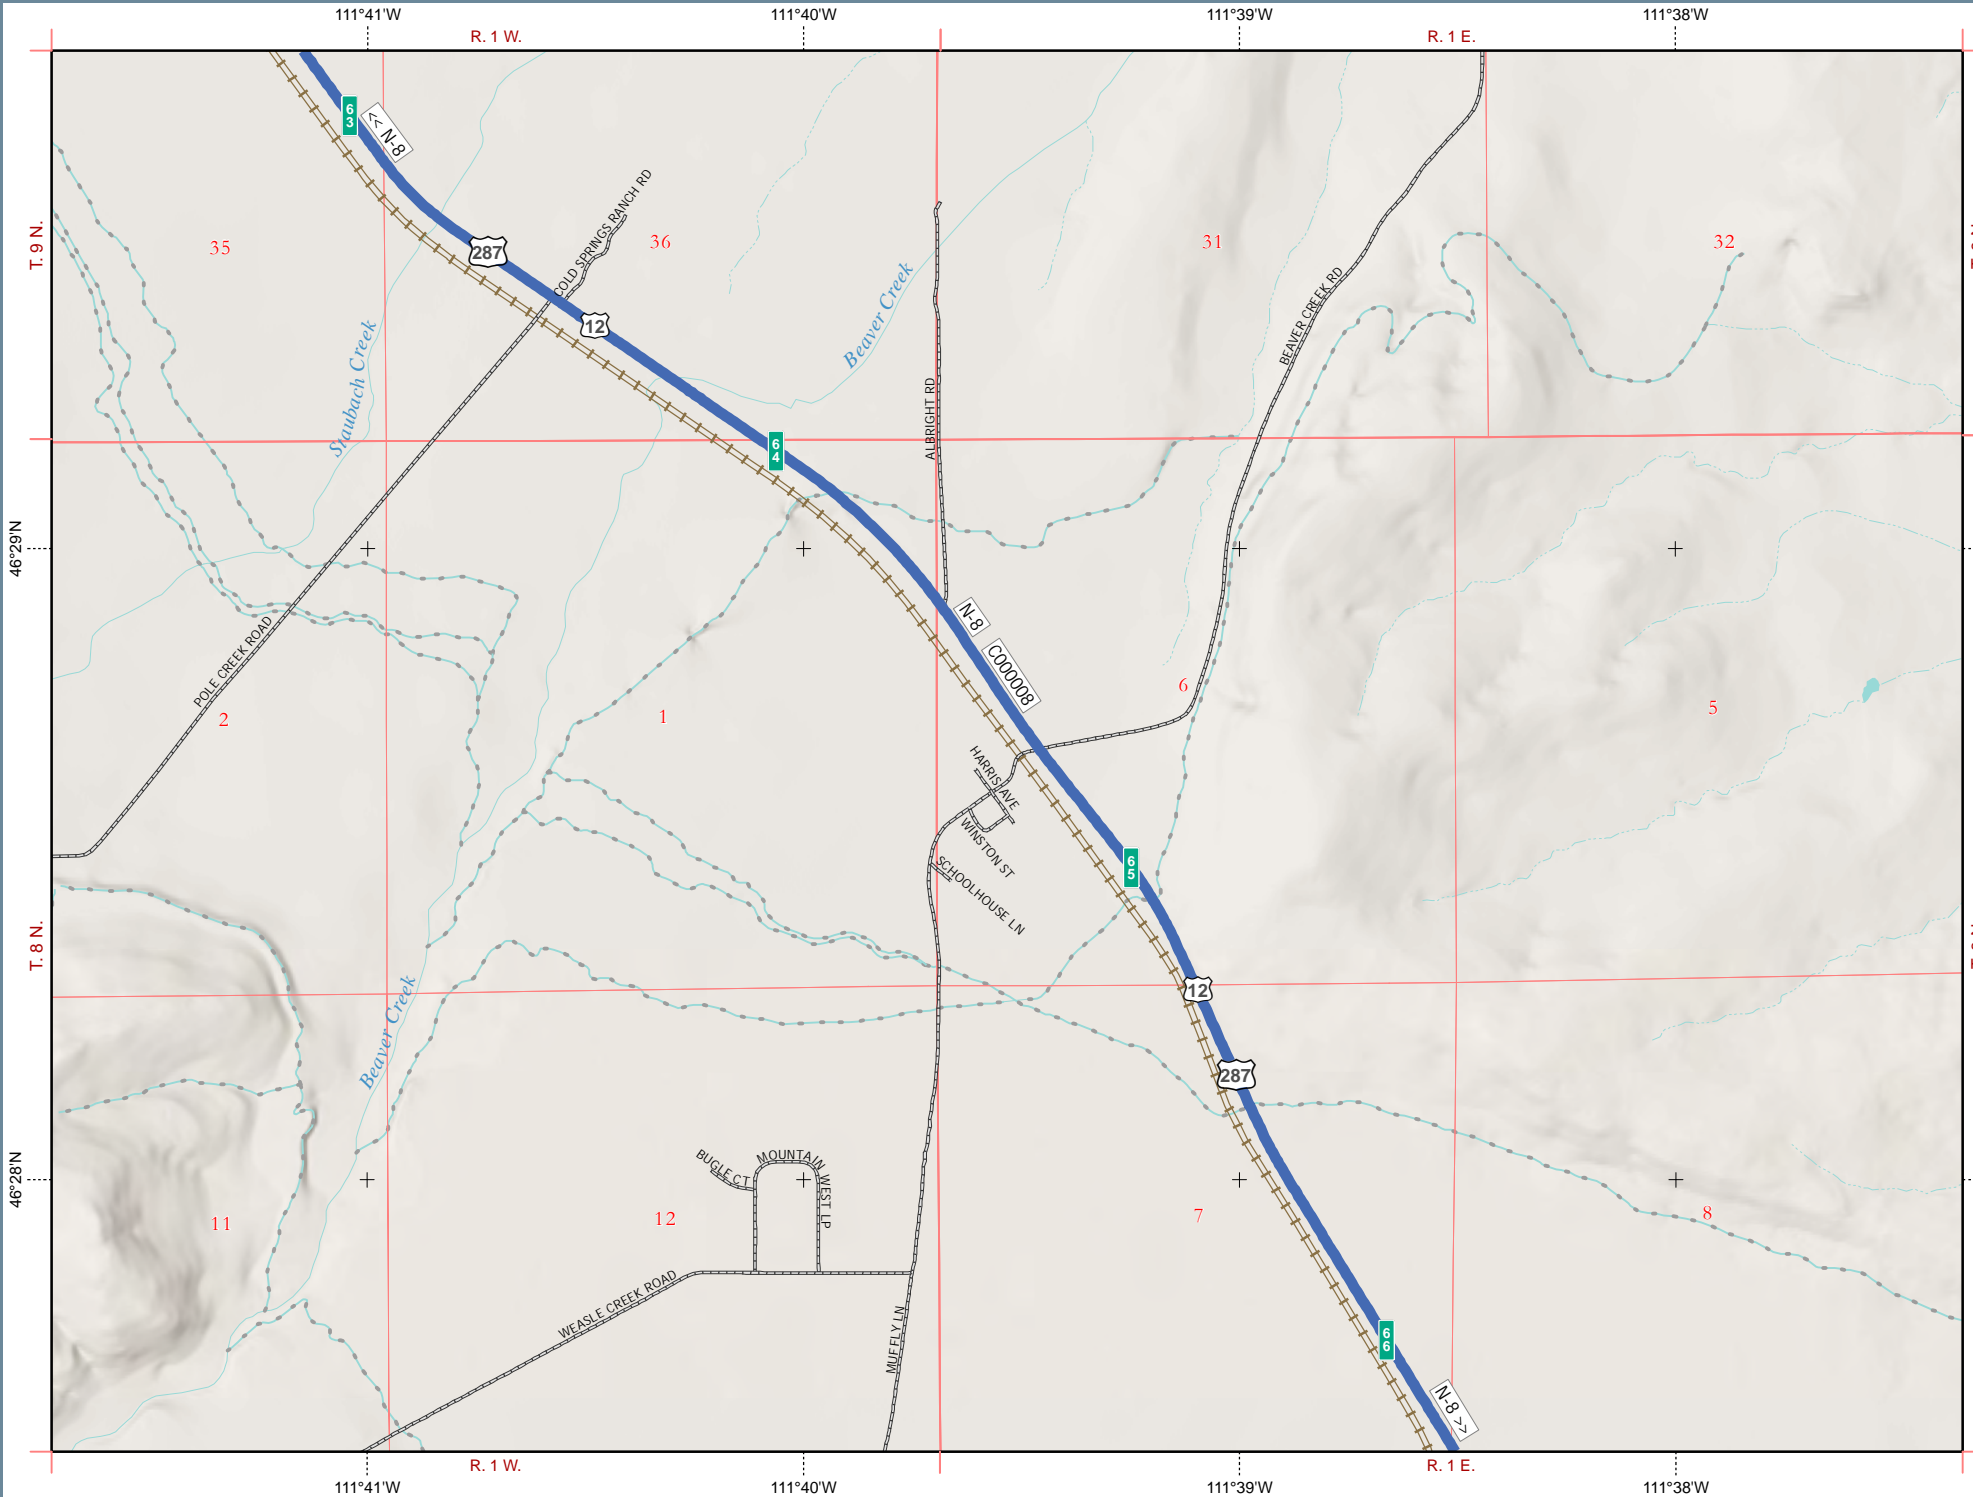 111°41'W
111°40'W
111°39'W
111°38'W
R. 1 W.
R. 1 E.
63
<< N-8
COLD SPRINGS RANCH RD
T. 9 N.
35
287
36
31
32
12
Beaver Creek
BEAVER CREEK RD
Staubach Creek
ALBRIGHT RD
64
46°29'N
N-8
C000008
POLE CREEK ROAD
2
1
6
5
HARRIS AVE
WINSTON ST
65
SCHOOLHOUSE LN
T. 8 N.
12
Beaver Creek
287
46°28'N
BUGLE CT
MOUNTAIN WEST LP
11
12
7
8
WEASLE CREEK ROAD
MUFFLY LN
66
N-8 >>
R. 1 W.
R. 1 E.
111°41'W
111°40'W
111°39'W
111°38'W